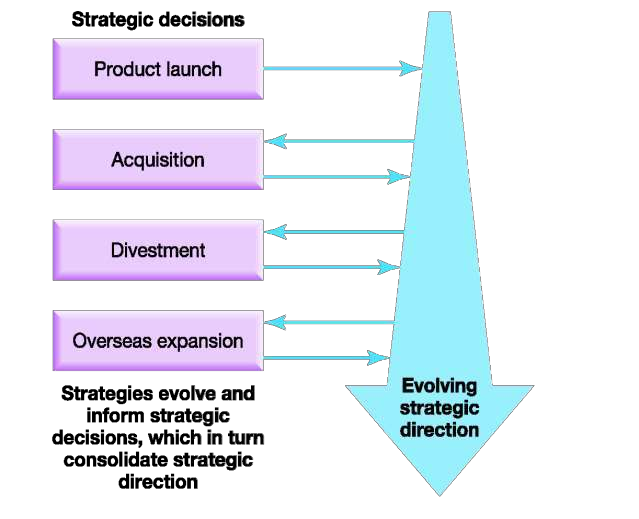 Strategic decisions
Product launch
Acquisition
Divestment
Overseas expansion
Strategies evolve and
inform strategic
decisions, which in turn
consolidate strategic
direction
Evolving
strategic
direction